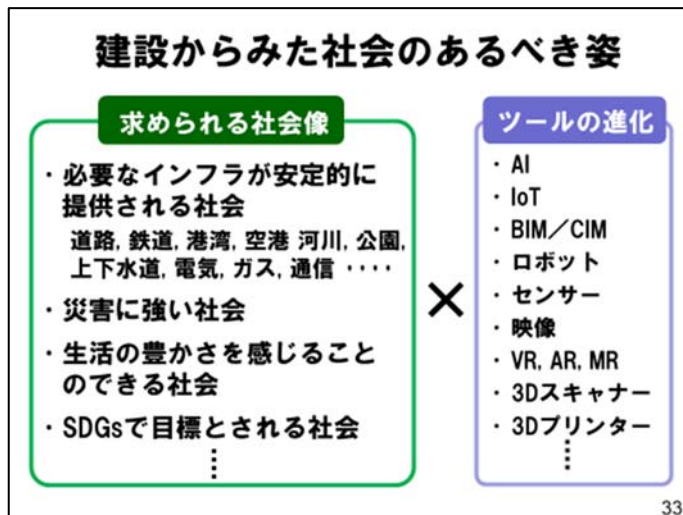 建設からみた社会のあるべき姿
求められる社会像
・必要なインフラが安定的に
提供される社会
道路, 鉄道, 港湾, 空港 河川, 公園,
上下水道, 電気, ガス, 通信 ‥‥
・災害に強い社会
・生活の豊かさを感じること
のできる社会
・SDGsで目標とされる社会
⋮
×
ツールの進化
・AI
・IoT
・BIM／CIM
・ロボット
・センサー
・映像
・VR, AR, MR
・3Dスキャナー
・3Dプリンター
⋮
33